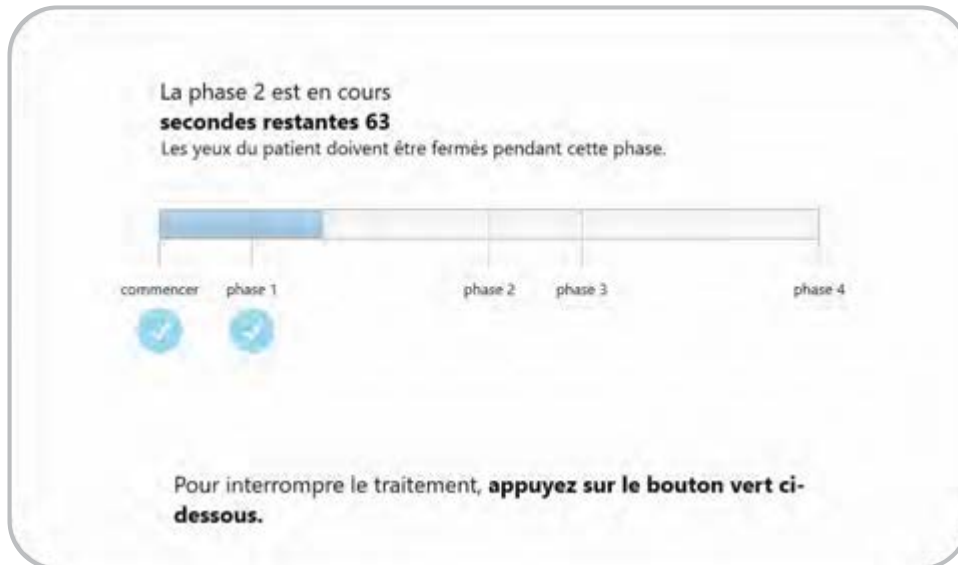 La phase 2 est en cours
secondes restantes 63
Les yeux du patient doivent être fermés pendant cette phase.
commencer phase 1 phase 2 phase 3 phase 4
Pour interrompre le traitement, appuyez sur le bouton vert ci-
dessous.